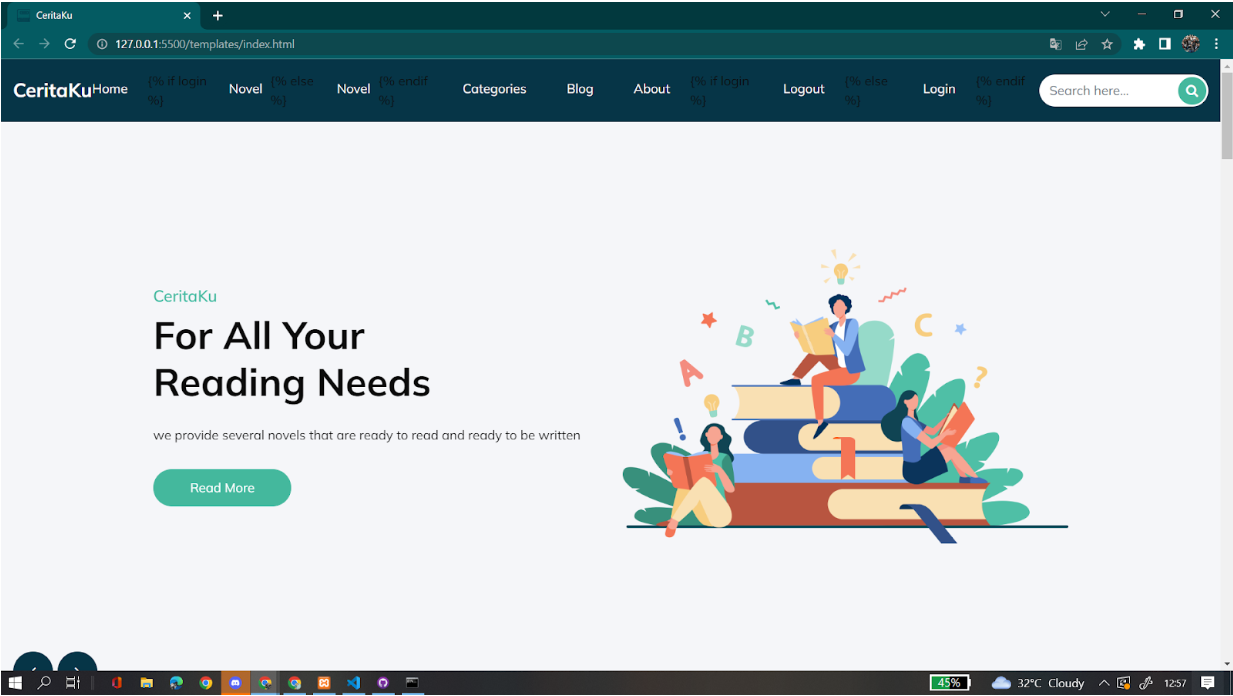 CeritaKu
127.0.0.1:5500/templates/index.html
CeritaKu Home {% if login %} Novel {% else %} Novel {% endif %} Categories Blog About {% if login %} Logout {% else %} Login {% endif %} Search here...
CeritaKu
For All Your
Reading Needs
we provide several novels that are ready to read and ready to be written
Read More
B
C
A
?
!
45% 32°C Cloudy 12:57